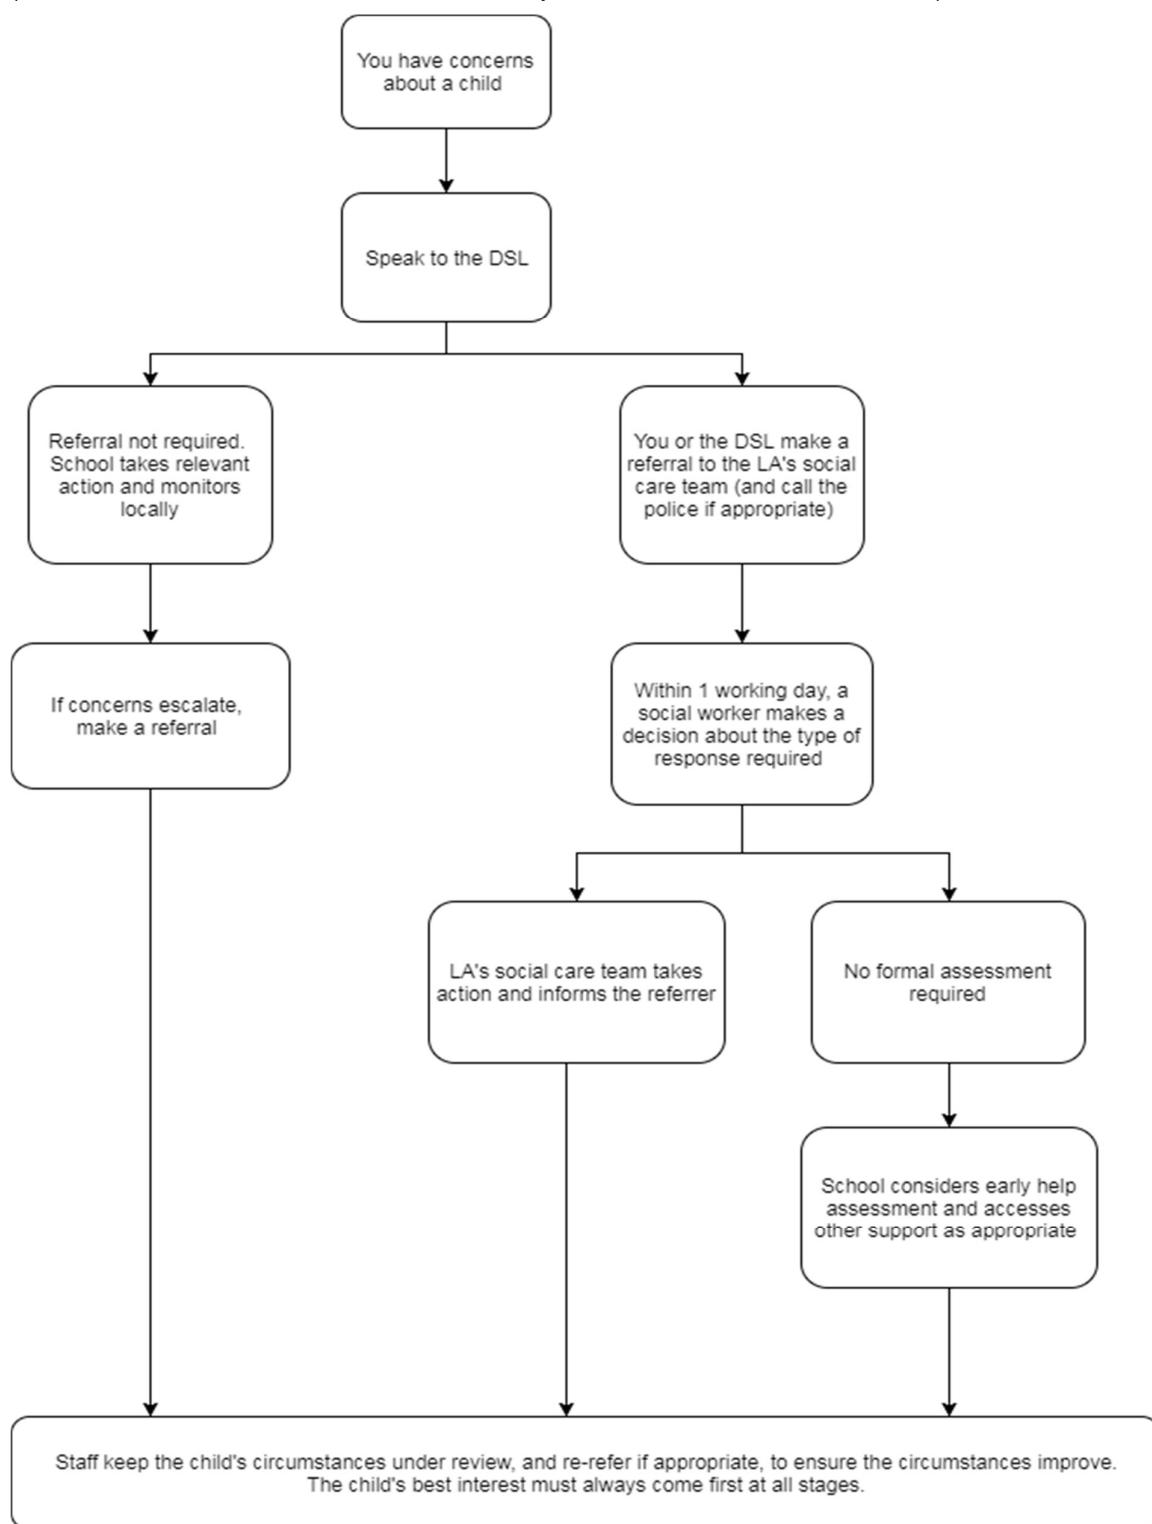 You have concerns
about a child
Speak to the DSL
Referral not required.
School takes relevant
action and monitors
locally
You or the DSL make a
referral to the LA's social
care team (and call the
police if appropriate)
If concerns escalate,
make a referral
Within 1 working day, a
social worker makes a
decision about the type of
response required
LA's social care team takes
action and informs the referrer
No formal assessment
required
School considers early help
assessment and accesses
other support as appropriate
Staff keep the child's circumstances under review, and re-refer if appropriate, to ensure the circumstances improve.
The child's best interest must always come first at all stages.